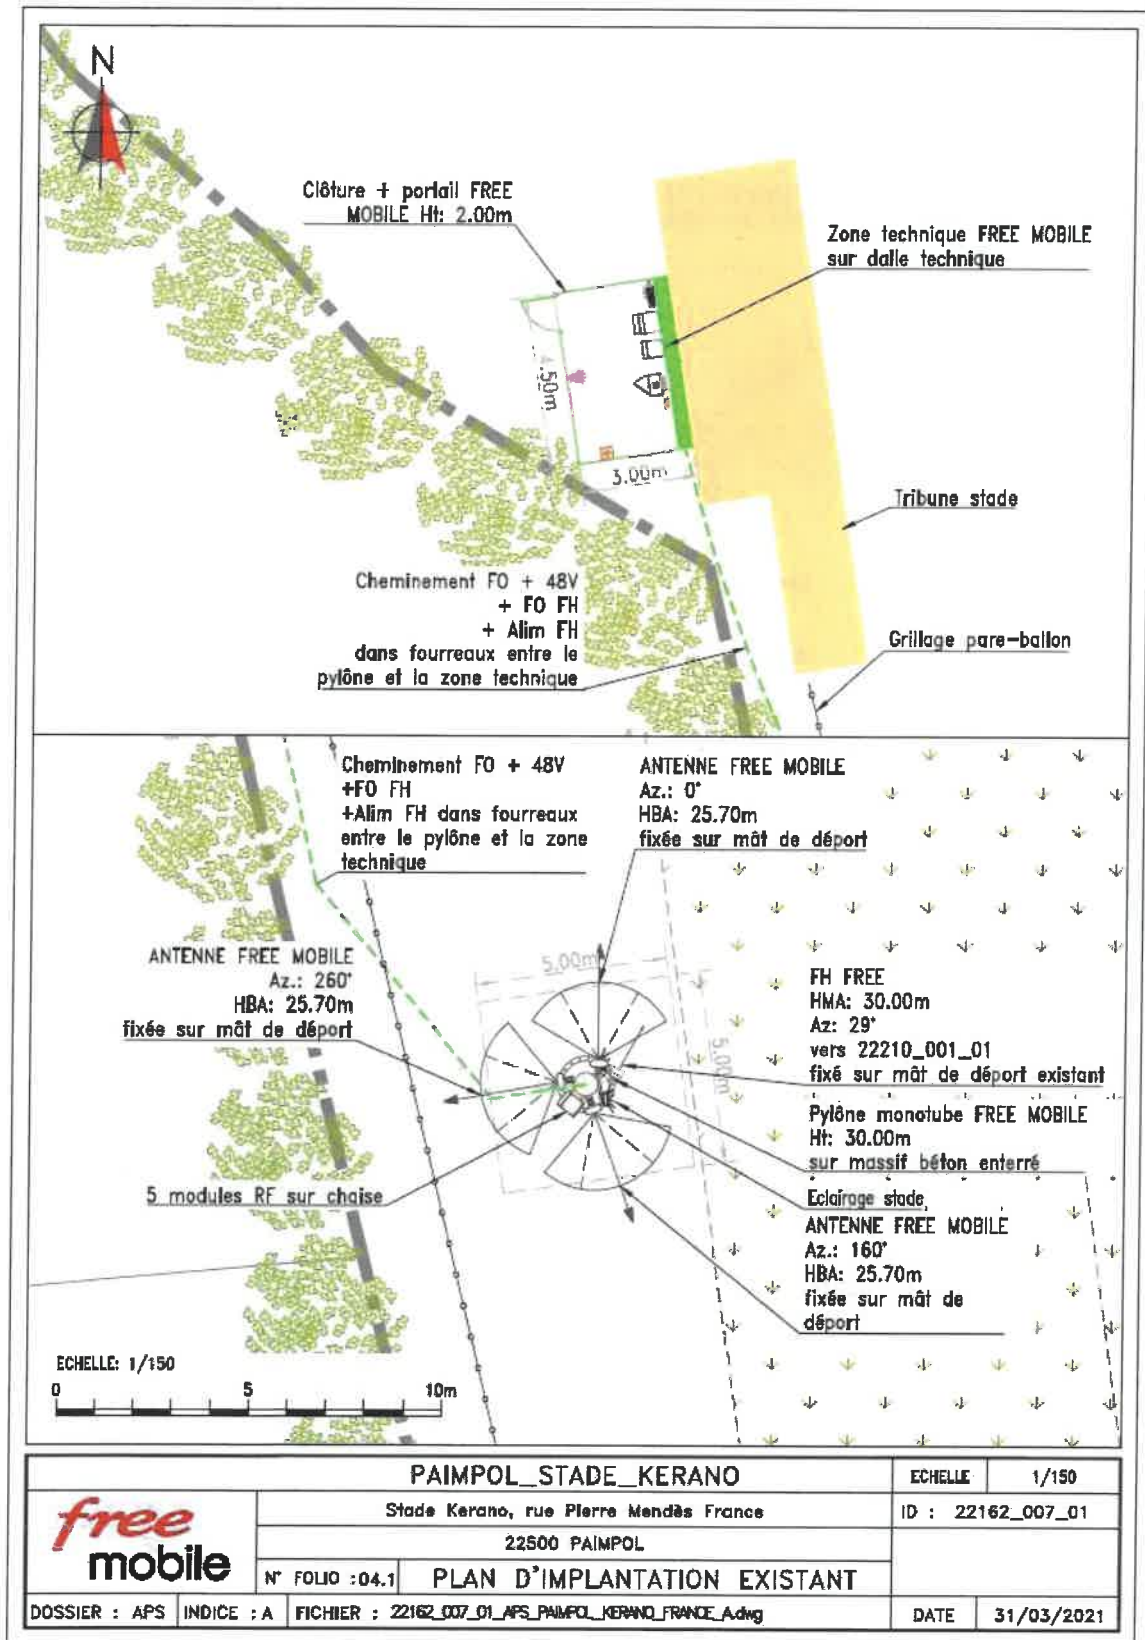 N
Clôture + portail FREE
MOBILE Ht: 2.00m
Zone technique FREE MOBILE
sur dalle technique
4.50m
3.00m
Tribune stade
Cheminement FO + 48V
+ FO FH
+ Alim FH
dans fourreaux entre le
pylône et la zone technique
Grillage pare-ballon
Cheminement FO + 48V
+FO FH
+Alim FH dans fourreaux
entre le pylône et la zone
technique
ANTENNE FREE MOBILE
Az.: 0°
HBA: 25.70m
fixée sur mât de déport
ANTENNE FREE MOBILE
Az.: 260°
HBA: 25.70m
fixée sur mât de déport
5.00m
5.00m
FH FREE
HMA: 30.00m
Az: 29°
vers 22210_001_01
fixé sur mât de déport existant
Pylône monotube FREE MOBILE
Ht: 30.00m
sur massif béton enterré
5 modules RF sur chaise
Eclairage stade
ANTENNE FREE MOBILE
Az.: 160°
HBA: 25.70m
fixée sur mât de
déport
ECHELLE: 1/150
0 5 10m
PAIMPOL_STADE_KERANO
ECHELLE 1/150
free
mobile
Stade Kerano, rue Pierre Mendès France
ID : 22162_007_01
22500 PAIMPOL
N° FOLIO :04.1 PLAN D'IMPLANTATION EXISTANT
DOSSIER : APS INDICE : A FICHIER : 22162_007_01_APS_PAIMPOL_KERANO_FRANCE_A.dwg DATE 31/03/2021